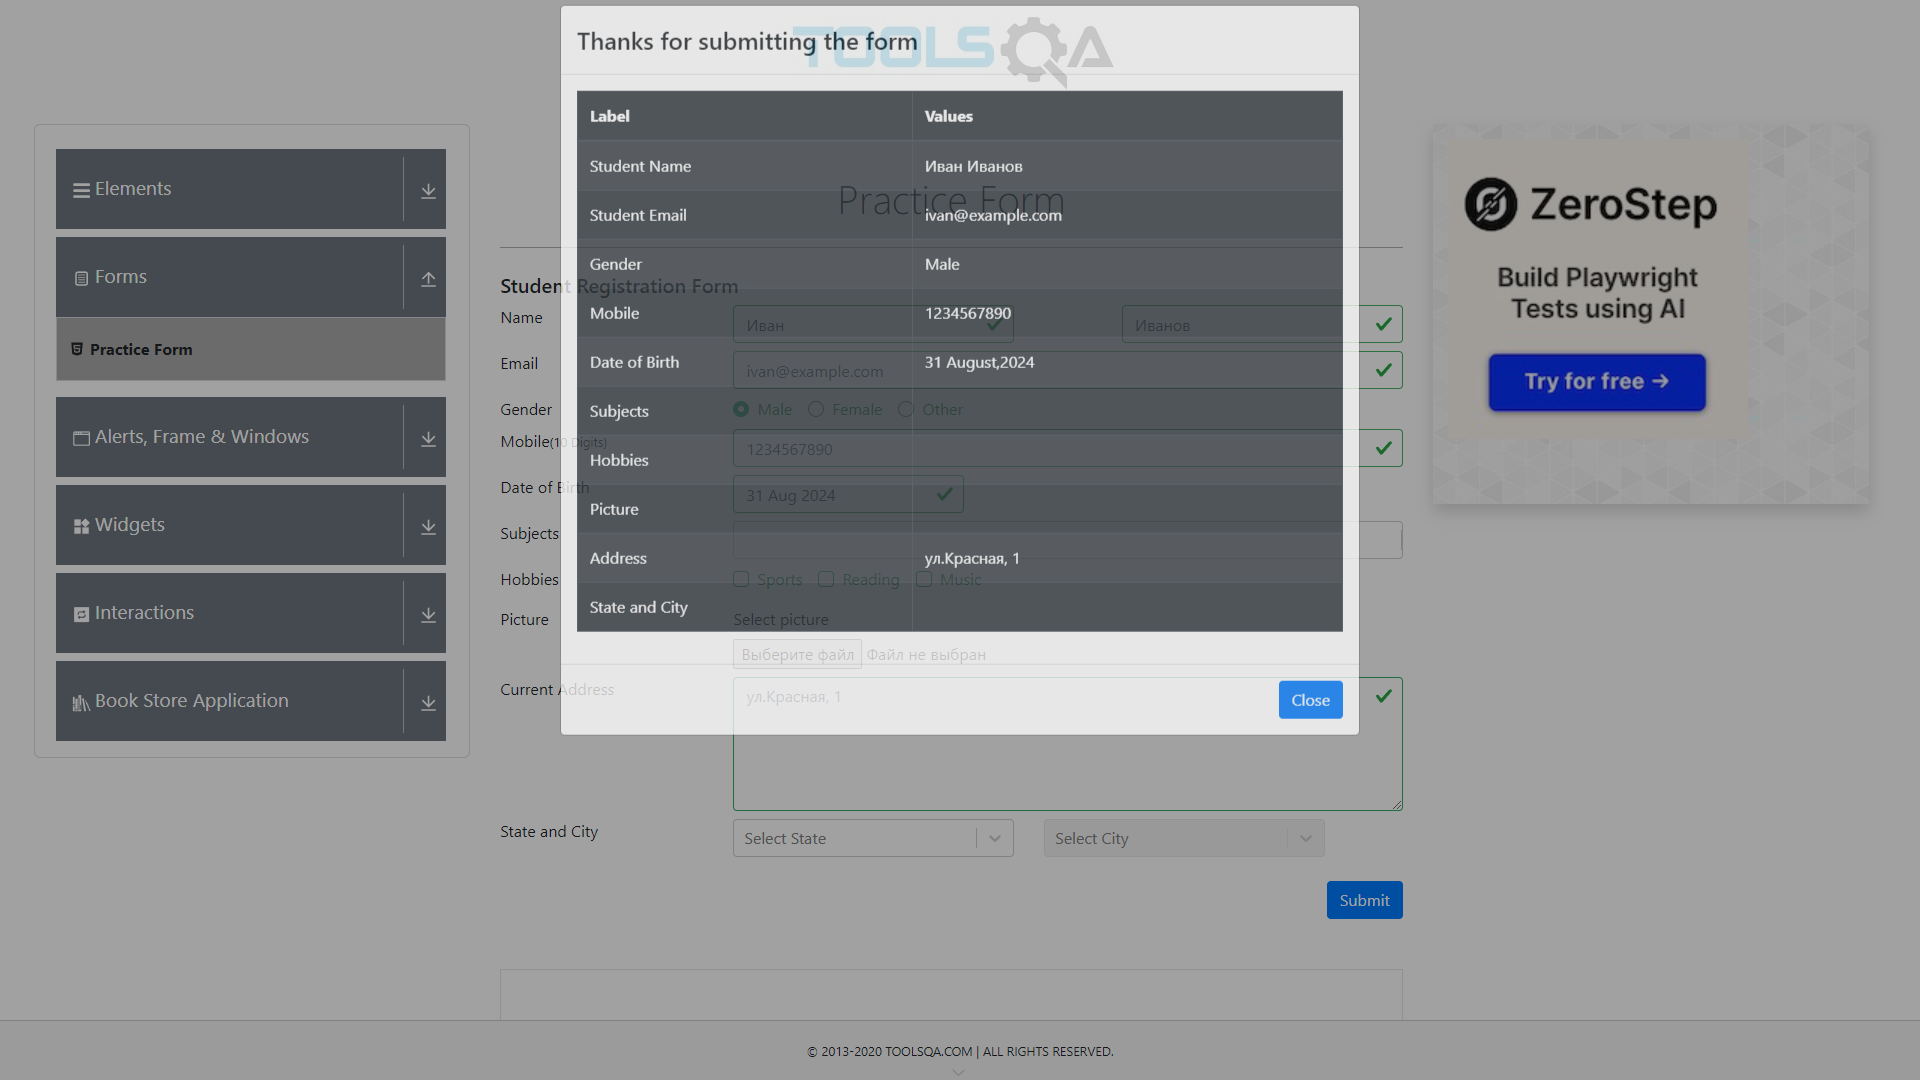 TOOLSQA
Thanks for submitting the form
Label Values
Student Name Иван Иванов
Student Email ivan@example.com
Gender Male
Mobile 1234567890
Date of Birth 31 August,2024
Subjects
Hobbies
Picture
Address ул.Красная, 1
State and City
Close
Elements
Forms
Practice Form
Alerts, Frame & Windows
Widgets
Interactions
Book Store Application
Practice Form
Student Registration Form
Name Иван Иванов
Email ivan@example.com
Gender Male Female Other
Mobile(10 Digits) 1234567890
Date of Birth 31 Aug 2024
Subjects
Hobbies Sports Reading Music
Picture Select picture
Выберите файл Файл не выбран
Current Address ул.Красная, 1
State and City Select State Select City
Submit
ZeroStep
Build Playwright
Tests using AI
Try for free →
© 2013-2020 TOOLSQA.COM | ALL RIGHTS RESERVED.